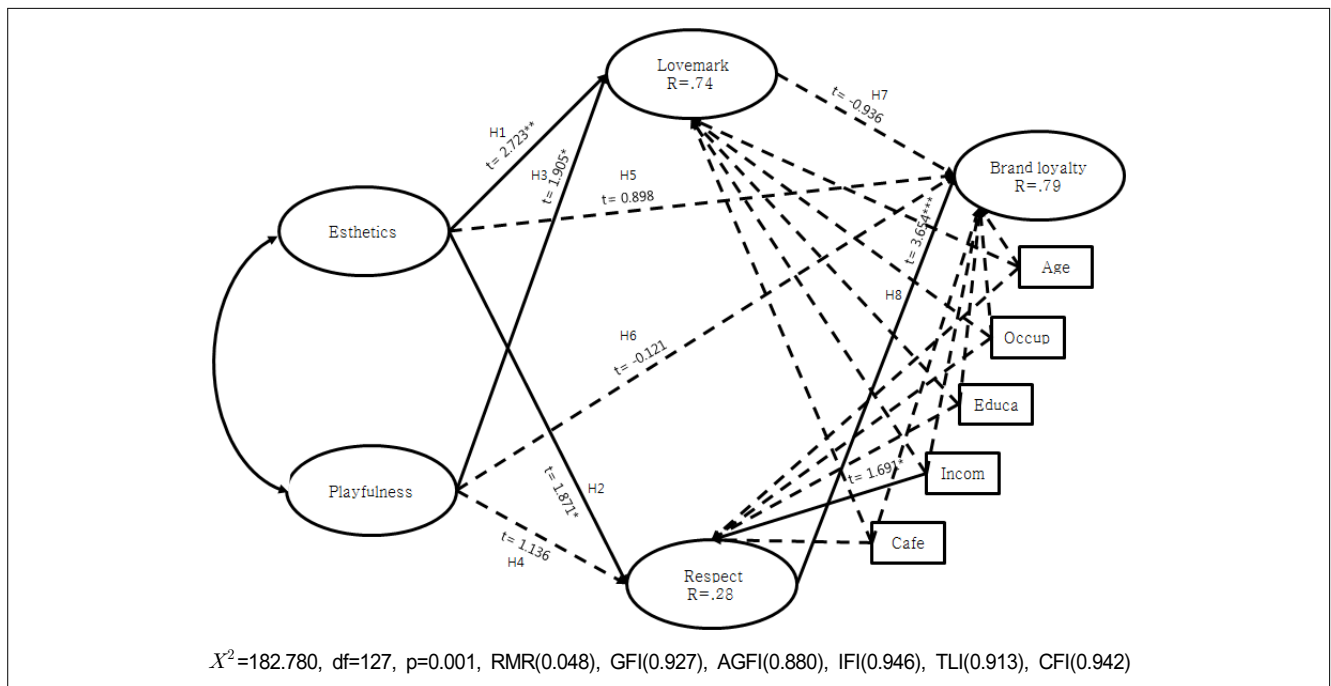 Lovemark
R=.74
H7
t= -0.936
H1
t= 2.723**
H3
t= 1.905*
H5
t= 0.898
Brand loyalty
R=.79
Esthetics
t= 3.654***
H8
Age
Occup
H6
t= -0.121
Educa
Incom
t= 1.691*
Playfulness
H2
t= 1.871*
t= 1.136
H4
Cafe
Respect
R=.28
X²=182.780, df=127, p=0.001, RMR(0.048), GFI(0.927), AGFI(0.880), IFI(0.946), TLI(0.913), CFI(0.942)